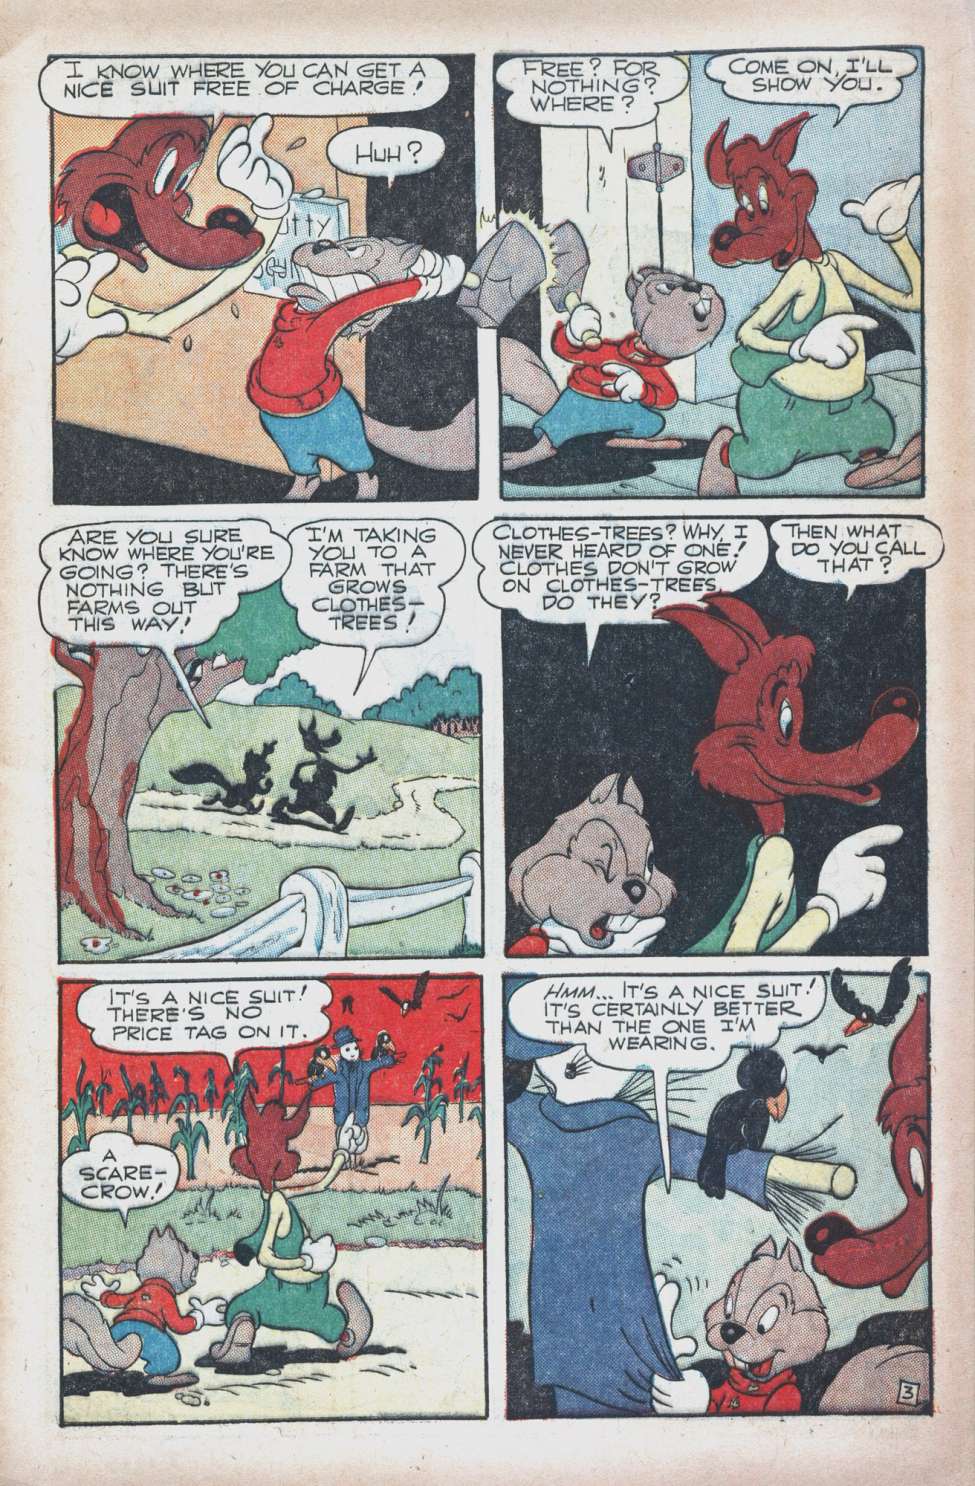 I KNOW WHERE YOU CAN GET A
NICE SUIT FREE OF CHARGE!
HUH?
utty
FREE? FOR
NOTHING?
WHERE?
COME ON, I'LL
SHOW YOU.
ARE YOU SURE
KNOW WHERE YOU'RE
GOING? THERE'S
NOTHING BUT
FARMS OUT
THIS WAY!
I'M TAKING
YOU TO A
FARM THAT
GROWS
CLOTHES-
TREES!
CLOTHES-TREES? WHY, I
NEVER HEARD OF ONE!
CLOTHES DON'T GROW
ON CLOTHES-TREES,
DO THEY?
THEN WHAT
DO YOU CALL
THAT?
IT'S A NICE SUIT!
THERE'S NO
PRICE TAG ON IT.
A
SCARE-
CROW!
HMM... IT'S A NICE SUIT!
IT'S CERTAINLY BETTER
THAN THE ONE I'M
WEARING.
3